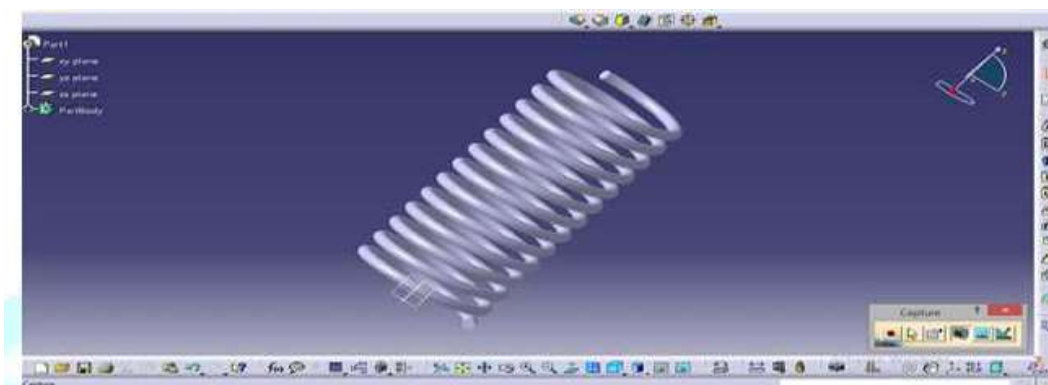 Part1
xy plane
yz plane
zx plane
PartBody
Capture